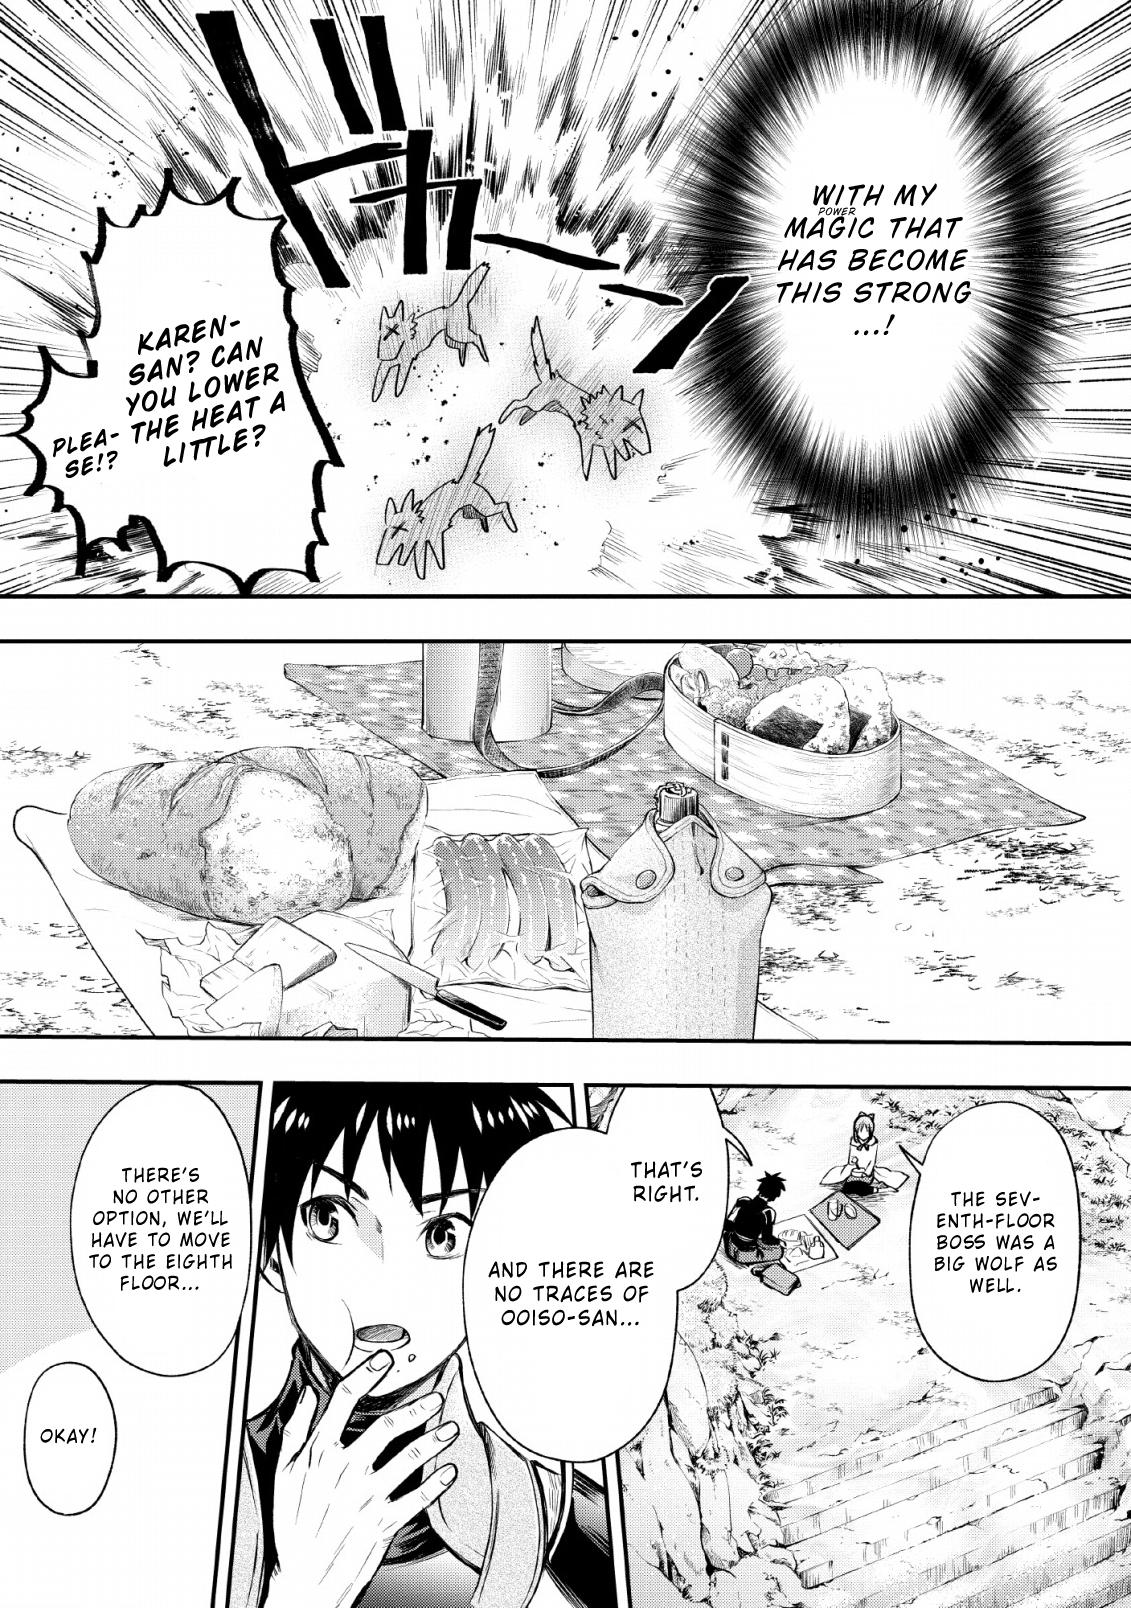 WITH MY
POWER
MAGIC THAT
HAS BECOME
THIS STRONG
...!
ドドォーン
KAREN-
SAN? CAN
YOU LOWER
THE HEAT A
LITTLE?
PLEA-
SE!?
THE SEV-
ENTH-FLOOR
BOSS WAS A
BIG WOLF AS
WELL.
THAT'S
RIGHT.
AND THERE ARE
NO TRACES OF
OOISO-SAN...
THERE'S
NO OTHER
OPTION, WE'LL
HAVE TO MOVE
TO THE EIGHTH
FLOOR...
OKAY!